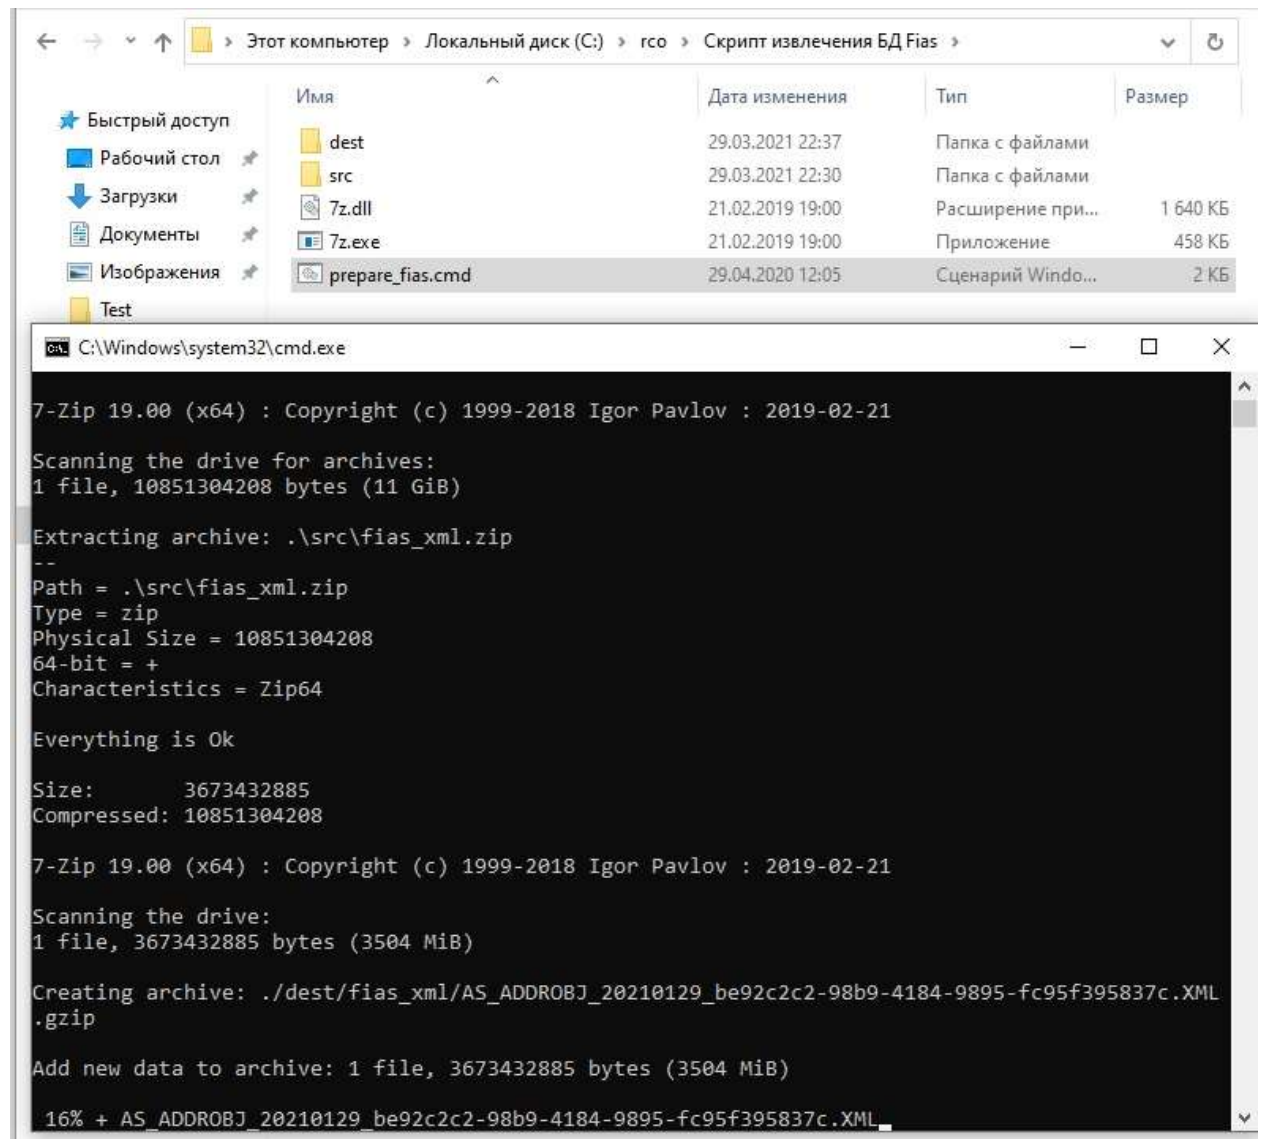 Этот компьютер › Локальный диск (C:) › rco › Скрипт извлечения БД Fias ›
Имя Дата изменения Тип Размер
Быстрый доступ
Рабочий стол
Загрузки
Документы
Изображения
Test
dest 29.03.2021 22:37 Папка с файлами
src 29.03.2021 22:30 Папка с файлами
7z.dll 21.02.2019 19:00 Расширение при... 1 640 КБ
7z.exe 21.02.2019 19:00 Приложение 458 КБ
prepare_fias.cmd 29.04.2020 12:05 Сценарий Windo... 2 КБ
C:\Windows\system32\cmd.exe
7-Zip 19.00 (x64) : Copyright (c) 1999-2018 Igor Pavlov : 2019-02-21
Scanning the drive for archives:
1 file, 10851304208 bytes (11 GiB)
Extracting archive: .\src\fias_xml.zip
--
Path = .\src\fias_xml.zip
Type = zip
Physical Size = 10851304208
64-bit = +
Characteristics = Zip64
Everything is Ok
Size: 3673432885
Compressed: 10851304208
7-Zip 19.00 (x64) : Copyright (c) 1999-2018 Igor Pavlov : 2019-02-21
Scanning the drive:
1 file, 3673432885 bytes (3504 MiB)
Creating archive: ./dest/fias_xml/AS_ADDROBJ_20210129_be92c2c2-98b9-4184-9895-fc95f395837c.XML
.gzip
Add new data to archive: 1 file, 3673432885 bytes (3504 MiB)
16% + AS_ADDROBJ_20210129_be92c2c2-98b9-4184-9895-fc95f395837c.XML